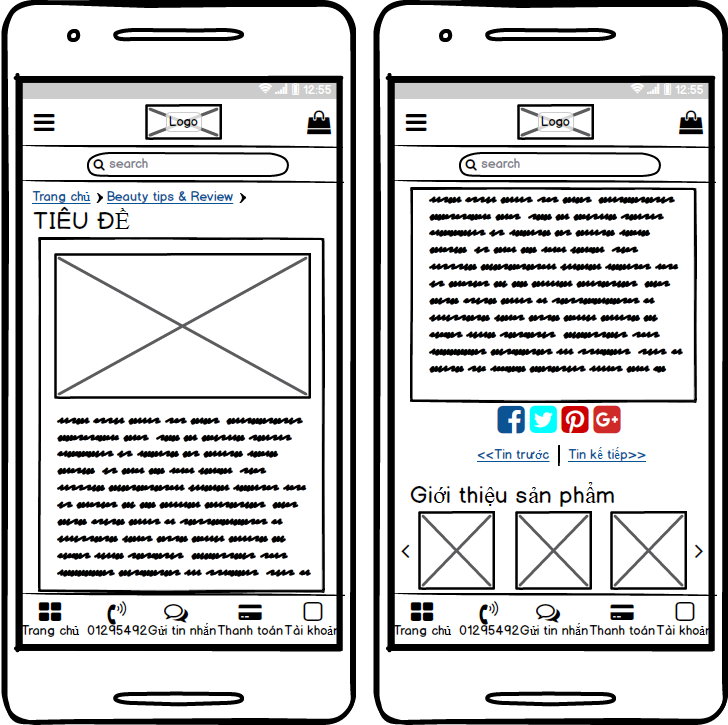 12:55
Logo
search
Trang chủ Beauty tips & Review
TIÊU ĐỀ
Trang chủ 01295492 Gửi tin nhắn Thanh toán Tài khoản
12:55
Logo
search
<<Tin trước | Tin kế tiếp>>
Giới thiệu sản phẩm
Trang chủ 01295492 Gửi tin nhắn Thanh toán Tài khoản